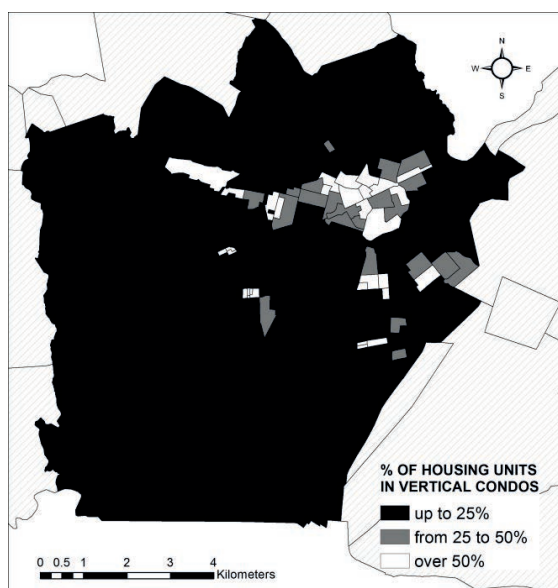 N
W E
S
% OF HOUSING UNITS
IN VERTICAL CONDOS
up to 25%
from 25 to 50%
over 50%
0 0.5 1 2 3 4
Kilometers